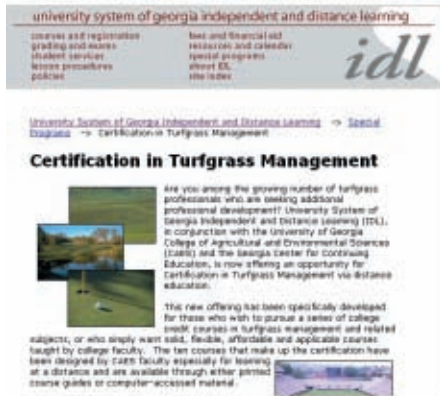 university system of georgia independent and distance learning
courses and registration
grading and exams
student services
lesson procedures
policies
fees and financial aid
resources and calendar
special programs
about IDL
site index
idl
University System of Georgia Independent and Distance Learning -> Special
Programs -> Certification in Turfgrass Management
Certification in Turfgrass Management
Are you among the growing number of turfgrass
professionals who are seeking additional
professional development? University System of
Georgia Independent and Distance Learning (IDL),
in conjunction with the University of Georgia
College of Agricultural and Environmental Sciences
(CAES) and the Georgia Center for Continuing
Education, is now offering an opportunity for
Certification in Turfgrass Management via distance
education.
This new offering has been specifically developed
for those who wish to pursue a series of college
credit courses in turfgrass management and related
subjects, or who simply want solid, flexible, affordable and applicable courses
taught by college faculty. The ten courses that make up the certification have
been designed by CAES faculty especially for learning
at a distance and are available through either printed
course guides or computer-accessed material.